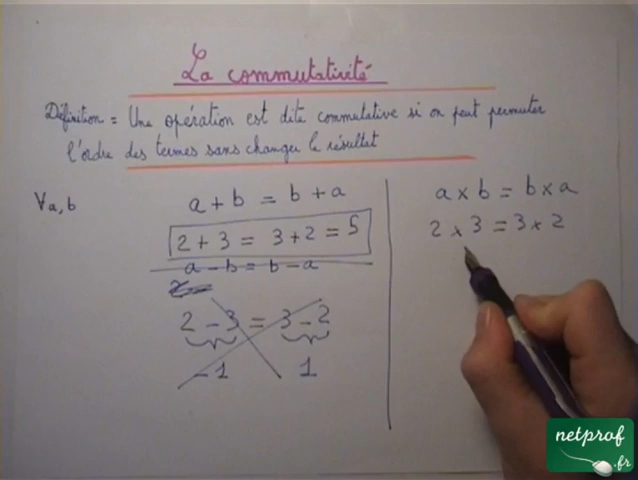 La commutativité
Définition = Une opération est dite commutative si on peut permuter
l'ordre des termes sans changer le résultat
∀a,b
a + b = b + a
2 + 3 = 3 + 2 = 5
a - b = b - a
2 - 3 = 3 - 2
-1 1
a × b = b × a
2 × 3 = 3 × 2
netprof
.fr